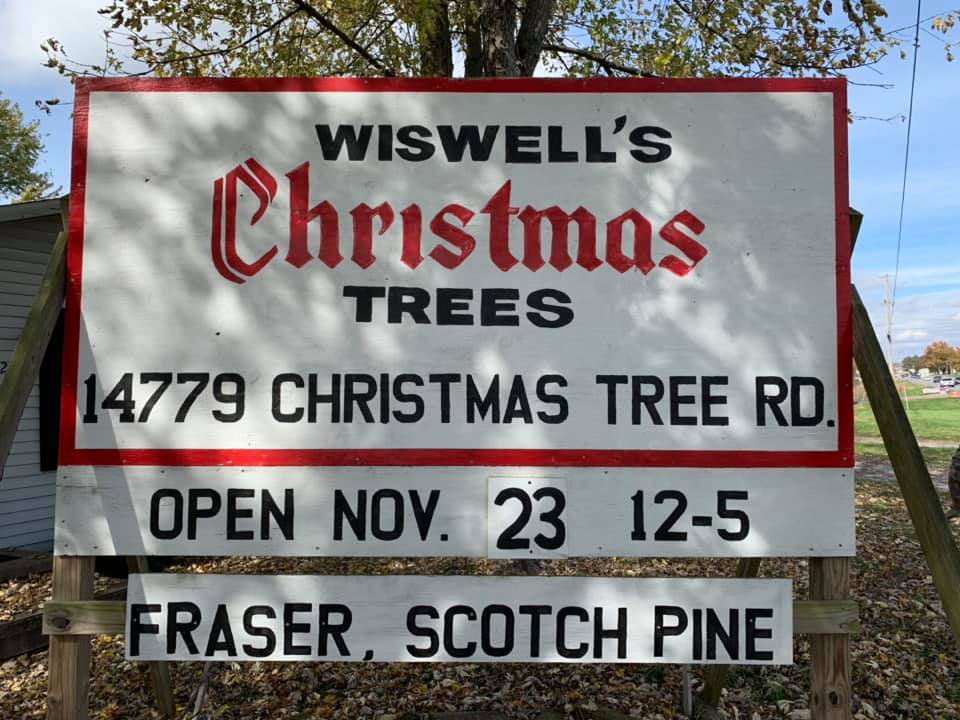 WISWELL'S
Christmas
TREES
14779 CHRISTMAS TREE RD.
OPEN NOV. 23 12-5
FRASER, SCOTCH PINE